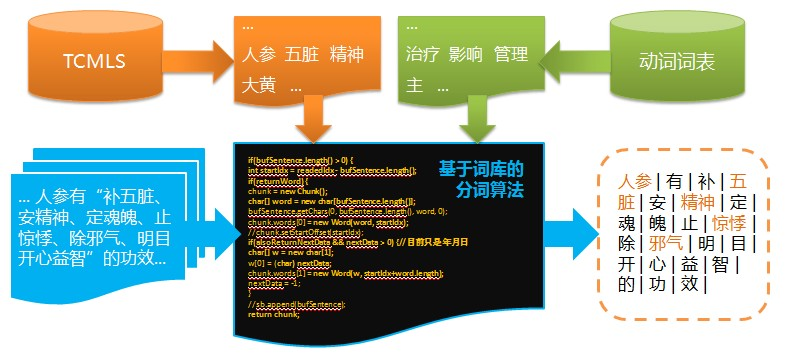 TCMLS
...
人参 五脏 精神
大黄 ...
...
治疗 影响 管理
主 ...
动词词表
... 人参有“补五脏、
安精神、定魂魄、止
惊悸、除邪气、明目
开心益智”的功效...
if(bufSentence.length() > 0) {
int startIdx = readedIdx - bufSentence.length();
if(returnWord) {
chunk = new Chunk();
char[] word = new char[bufSentence.length()];
bufSentence.getChars(0, bufSentence.length(), word, 0);
chunk.words[0] = new Word(word, startIdx);
//chunk.setStartOffset(startIdx);
if(alsoReturnNextData && nextData > 0) {// 目前只是年月日
char[] w = new char[1];
w[0] = (char) nextData;
chunk.words[1] = new Word(w, startIdx+word.length);
nextData = -1;
}
//sb.append(bufSentence);
return chunk;
基于词库的
分词算法
人参 | 有 | 补 | 五
脏 | 安 | 精神 | 定 |
魂 | 魄 | 止 | 惊悸 |
除 | 邪气 | 明 | 目 |
开 | 心 | 益 | 智 |
的 | 功 | 效 |